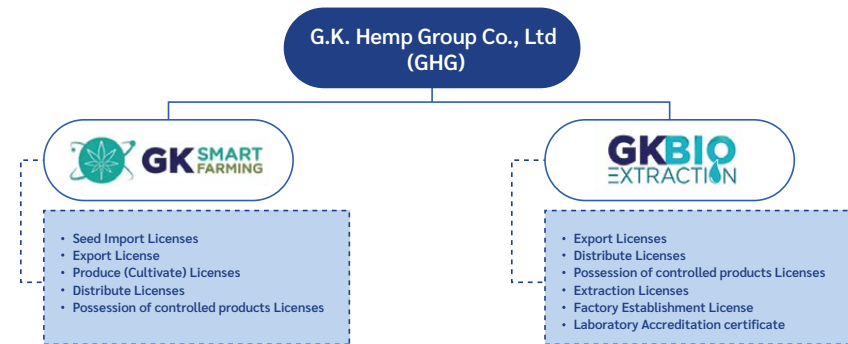 G.K. Hemp Group Co., Ltd
(GHG)
GK SMART
FARMING
GKBIO
EXTRACTION
• Seed Import Licenses
• Export License
• Produce (Cultivate) Licenses
• Distribute Licenses
• Possession of controlled products Licenses
• Export Licenses
• Distribute Licenses
• Possession of controlled products Licenses
• Extraction Licenses
• Factory Establishment License
• Laboratory Accreditation certificate